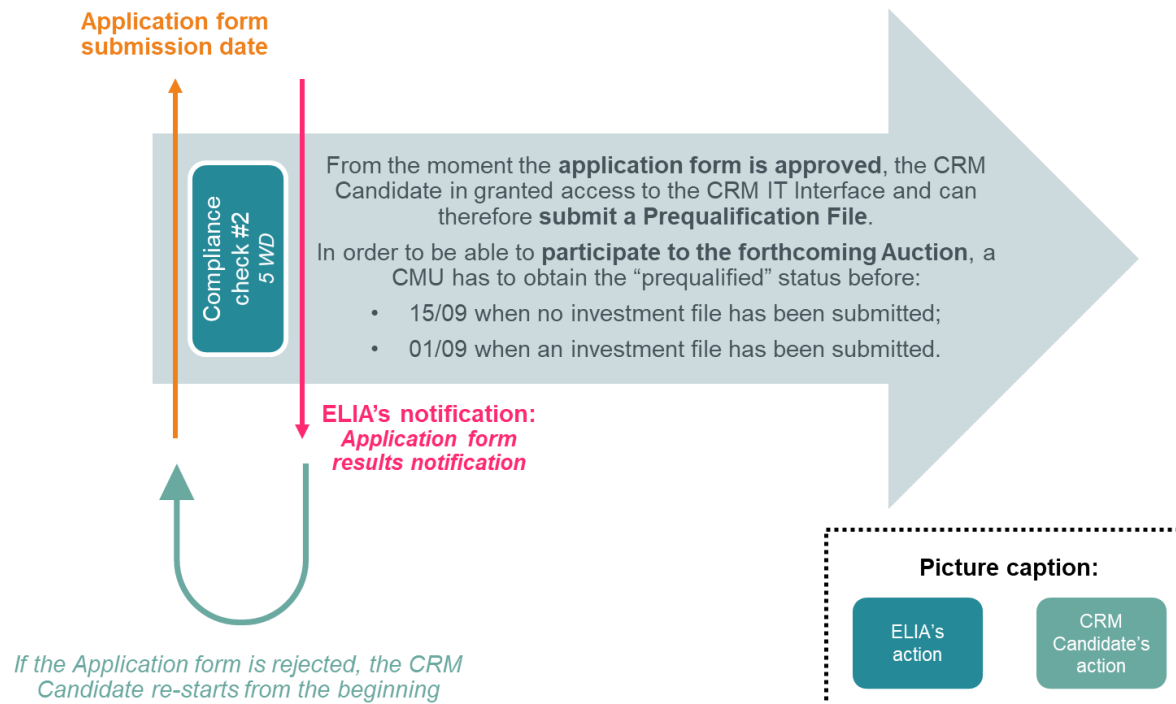 Application form
submission date
Compliance
check #2
5 WD
From the moment the application form is approved, the CRM
Candidate in granted access to the CRM IT Interface and can
therefore submit a Prequalification File.
In order to be able to participate to the forthcoming Auction, a
CMU has to obtain the “prequalified” status before:
• 15/09 when no investment file has been submitted;
• 01/09 when an investment file has been submitted.
ELIA’s notification:
Application form
results notification
If the Application form is rejected, the CRM
Candidate re-starts from the beginning
Picture caption:
ELIA’s
action
CRM
Candidate’s
action